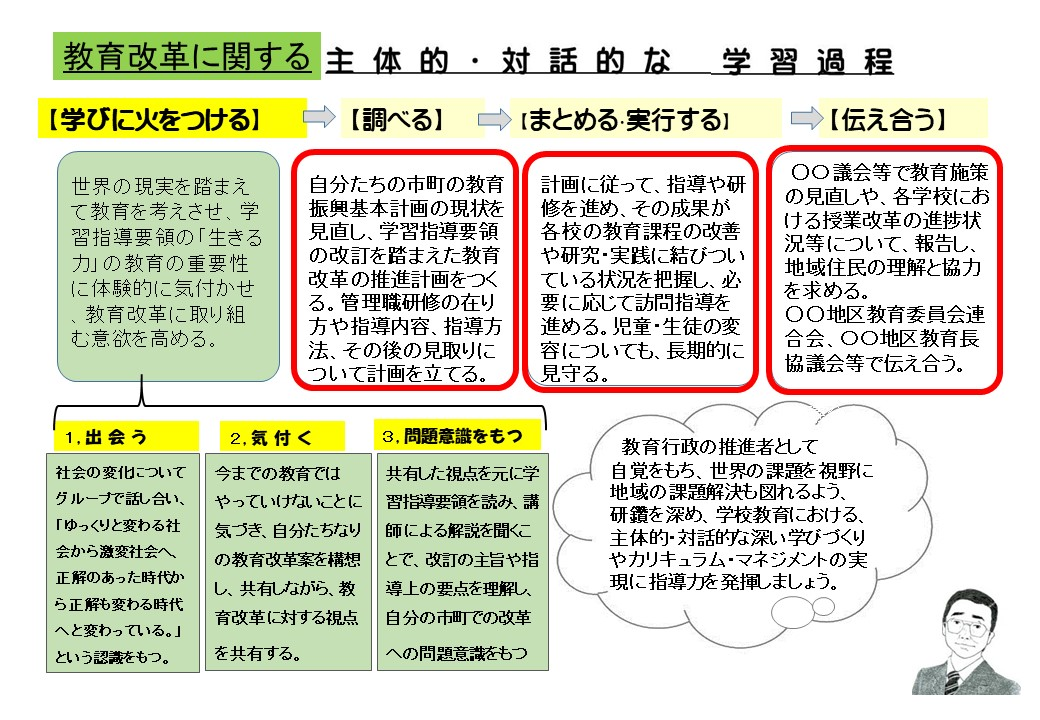 教育改革に関する 主体的・対話的な 学習過程
【学びに火をつける】
【調べる】
【まとめる・実行する】
【伝え合う】
世界の現実を踏まえ
て教育を考えさせ、学
習指導要領の「生きる
力」の教育の重要性
に体験的に気付かせ
、教育改革に取り組
む意欲を高める。
自分たちの市町の教育
振興基本計画の現状を
見直し、学習指導要領
の改訂を踏まえた教育
改革の推進計画をつく
る。管理職研修の在り
方や指導内容、指導方
法、その後の見取りに
ついて計画を立てる。
計画に従って、指導や研
修を進め、その成果が
各校の教育課程の改善
や研究・実践に結びつい
ている状況を把握し、必
要に応じて訪問指導を
進める。児童・生徒の変
容についても、長期的に
見守る。
〇〇議会等で教育施策
の見直しや、各学校にお
ける授業改革の進捗状
況等について、報告し、
地域住民の理解と協力
を求める。
〇〇地区教育委員会連
合会、〇〇地区教育長
協議会等で伝え合う。
1,出会う
社会の変化について
グループで話し合い、
「ゆっくりと変わる社
会から激変社会へ、
正解のあった時代か
ら正解も変わる時代
へと変わっている。」
という認識をもつ。
2,気付く
今までの教育では
やっていけないことに
気づき、自分たちなり
の教育改革案を構想
し、共有しながら、教
育改革に対する視点
を共有する。
3,問題意識をもつ
共有した視点を元に学
習指導要領を読み、講
師による解説を聞くこ
とで、改訂の主旨や指
導上の要点を理解し、
自分の市町での改革
への問題意識をもつ
教育行政の推進者として
自覚をもち、世界の課題を視野に
地域の課題解決も図れるよう、
研鑽を深め、学校教育における、
主体的・対話的な深い学びづくり
やカリキュラム・マネジメントの実
現に指導力を発揮しましょう。